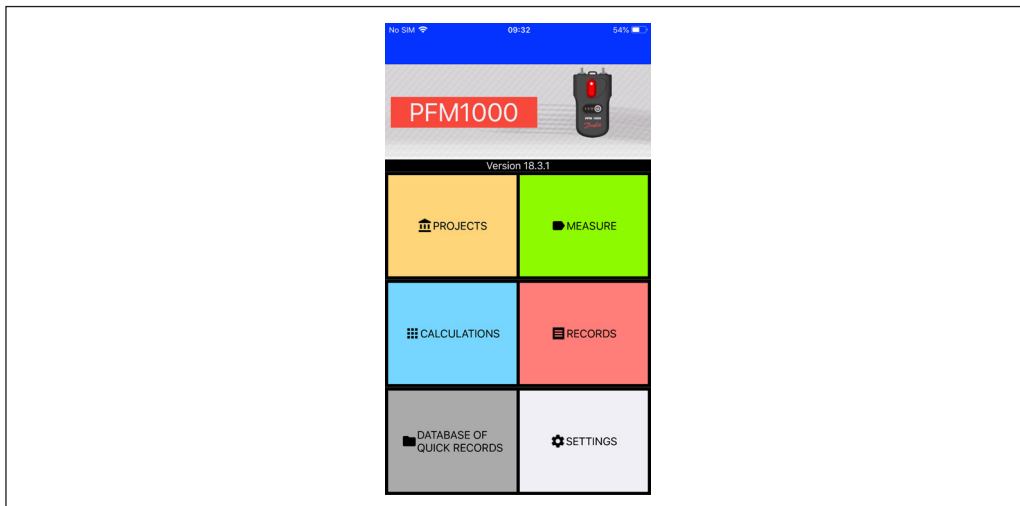 No SIM 09:32 54%
PFM1000
PFM 1000
Danfoss
Version 18.3.1
PROJECTS MEASURE
CALCULATIONS RECORDS
DATABASE OF
QUICK RECORDS
SETTINGS